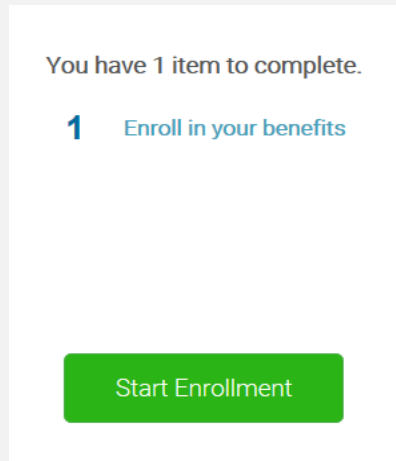 You have 1 item to complete.
1 Enroll in your benefits
Start Enrollment